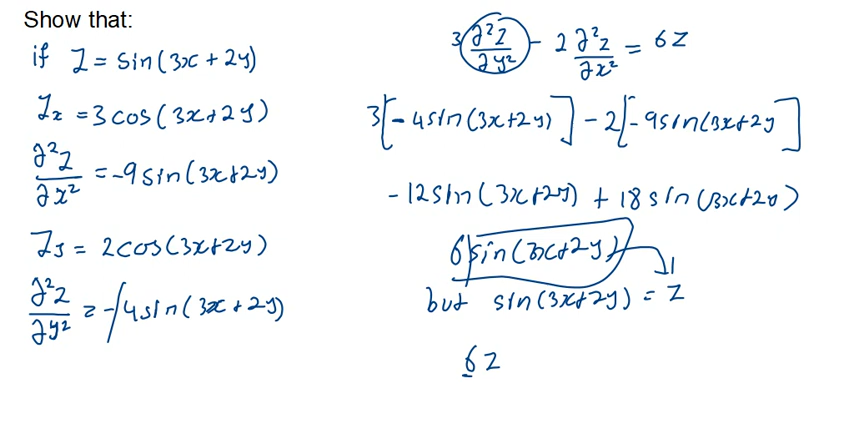 Show that:
if Z = sin(3x + 2y)
Zx = 3cos(3x+2y)
∂²Z/∂x² = -9sin(3x+2y)
Zy = 2cos(3x+2y)
∂²Z/∂y² = -4sin(3x+2y)
3 ∂²Z/∂y² - 2 ∂²z/∂x² = 6Z
3[-4sin(3x+2y)] - 2[-9sin(3x+2y]
-12sin(3x+2y) + 18sin(3x+2y)
6 sin(3x+2y)
but sin(3x+2y) = Z
6Z